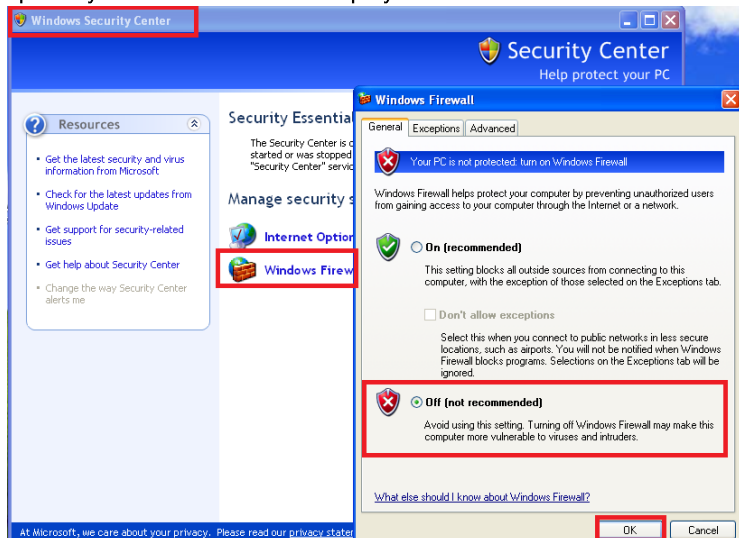 Windows Security Center
Security Center
Help protect your PC
Resources
Get the latest security and virus
information from Microsoft
Check for the latest updates from
Windows Update
Get support for security-related
issues
Get help about Security Center
Change the way Security Center
alerts me
Security Essential
The Security Center is
started or was stopped
"Security Center"
Manage security
Internet Option
Windows Firew
At Microsoft, we care about your privacy. Please read our privacy
Windows Firewall
General Exceptions Advanced
Your PC is not protected: turn on Windows Firewall
Windows Firewall helps protect your computer by preventing unauthorized users
from gaining access to your computer through the Internet or a network.
On (recommended)
This setting blocks all outside sources from connecting to this
computer, with the exception of those selected on the Exceptions tab.
Don't allow exceptions
Select this when you connect to public networks in less secure
locations, such as airports. You will not be notified when Windows
Firewall blocks programs. Selections on the Exceptions tab will be
ignored.
Off (not recommended)
Avoid using this setting. Turning off Windows Firewall may make this
computer more vulnerable to viruses and intruders.
What else should I know about Windows Firewall?
OK Cancel